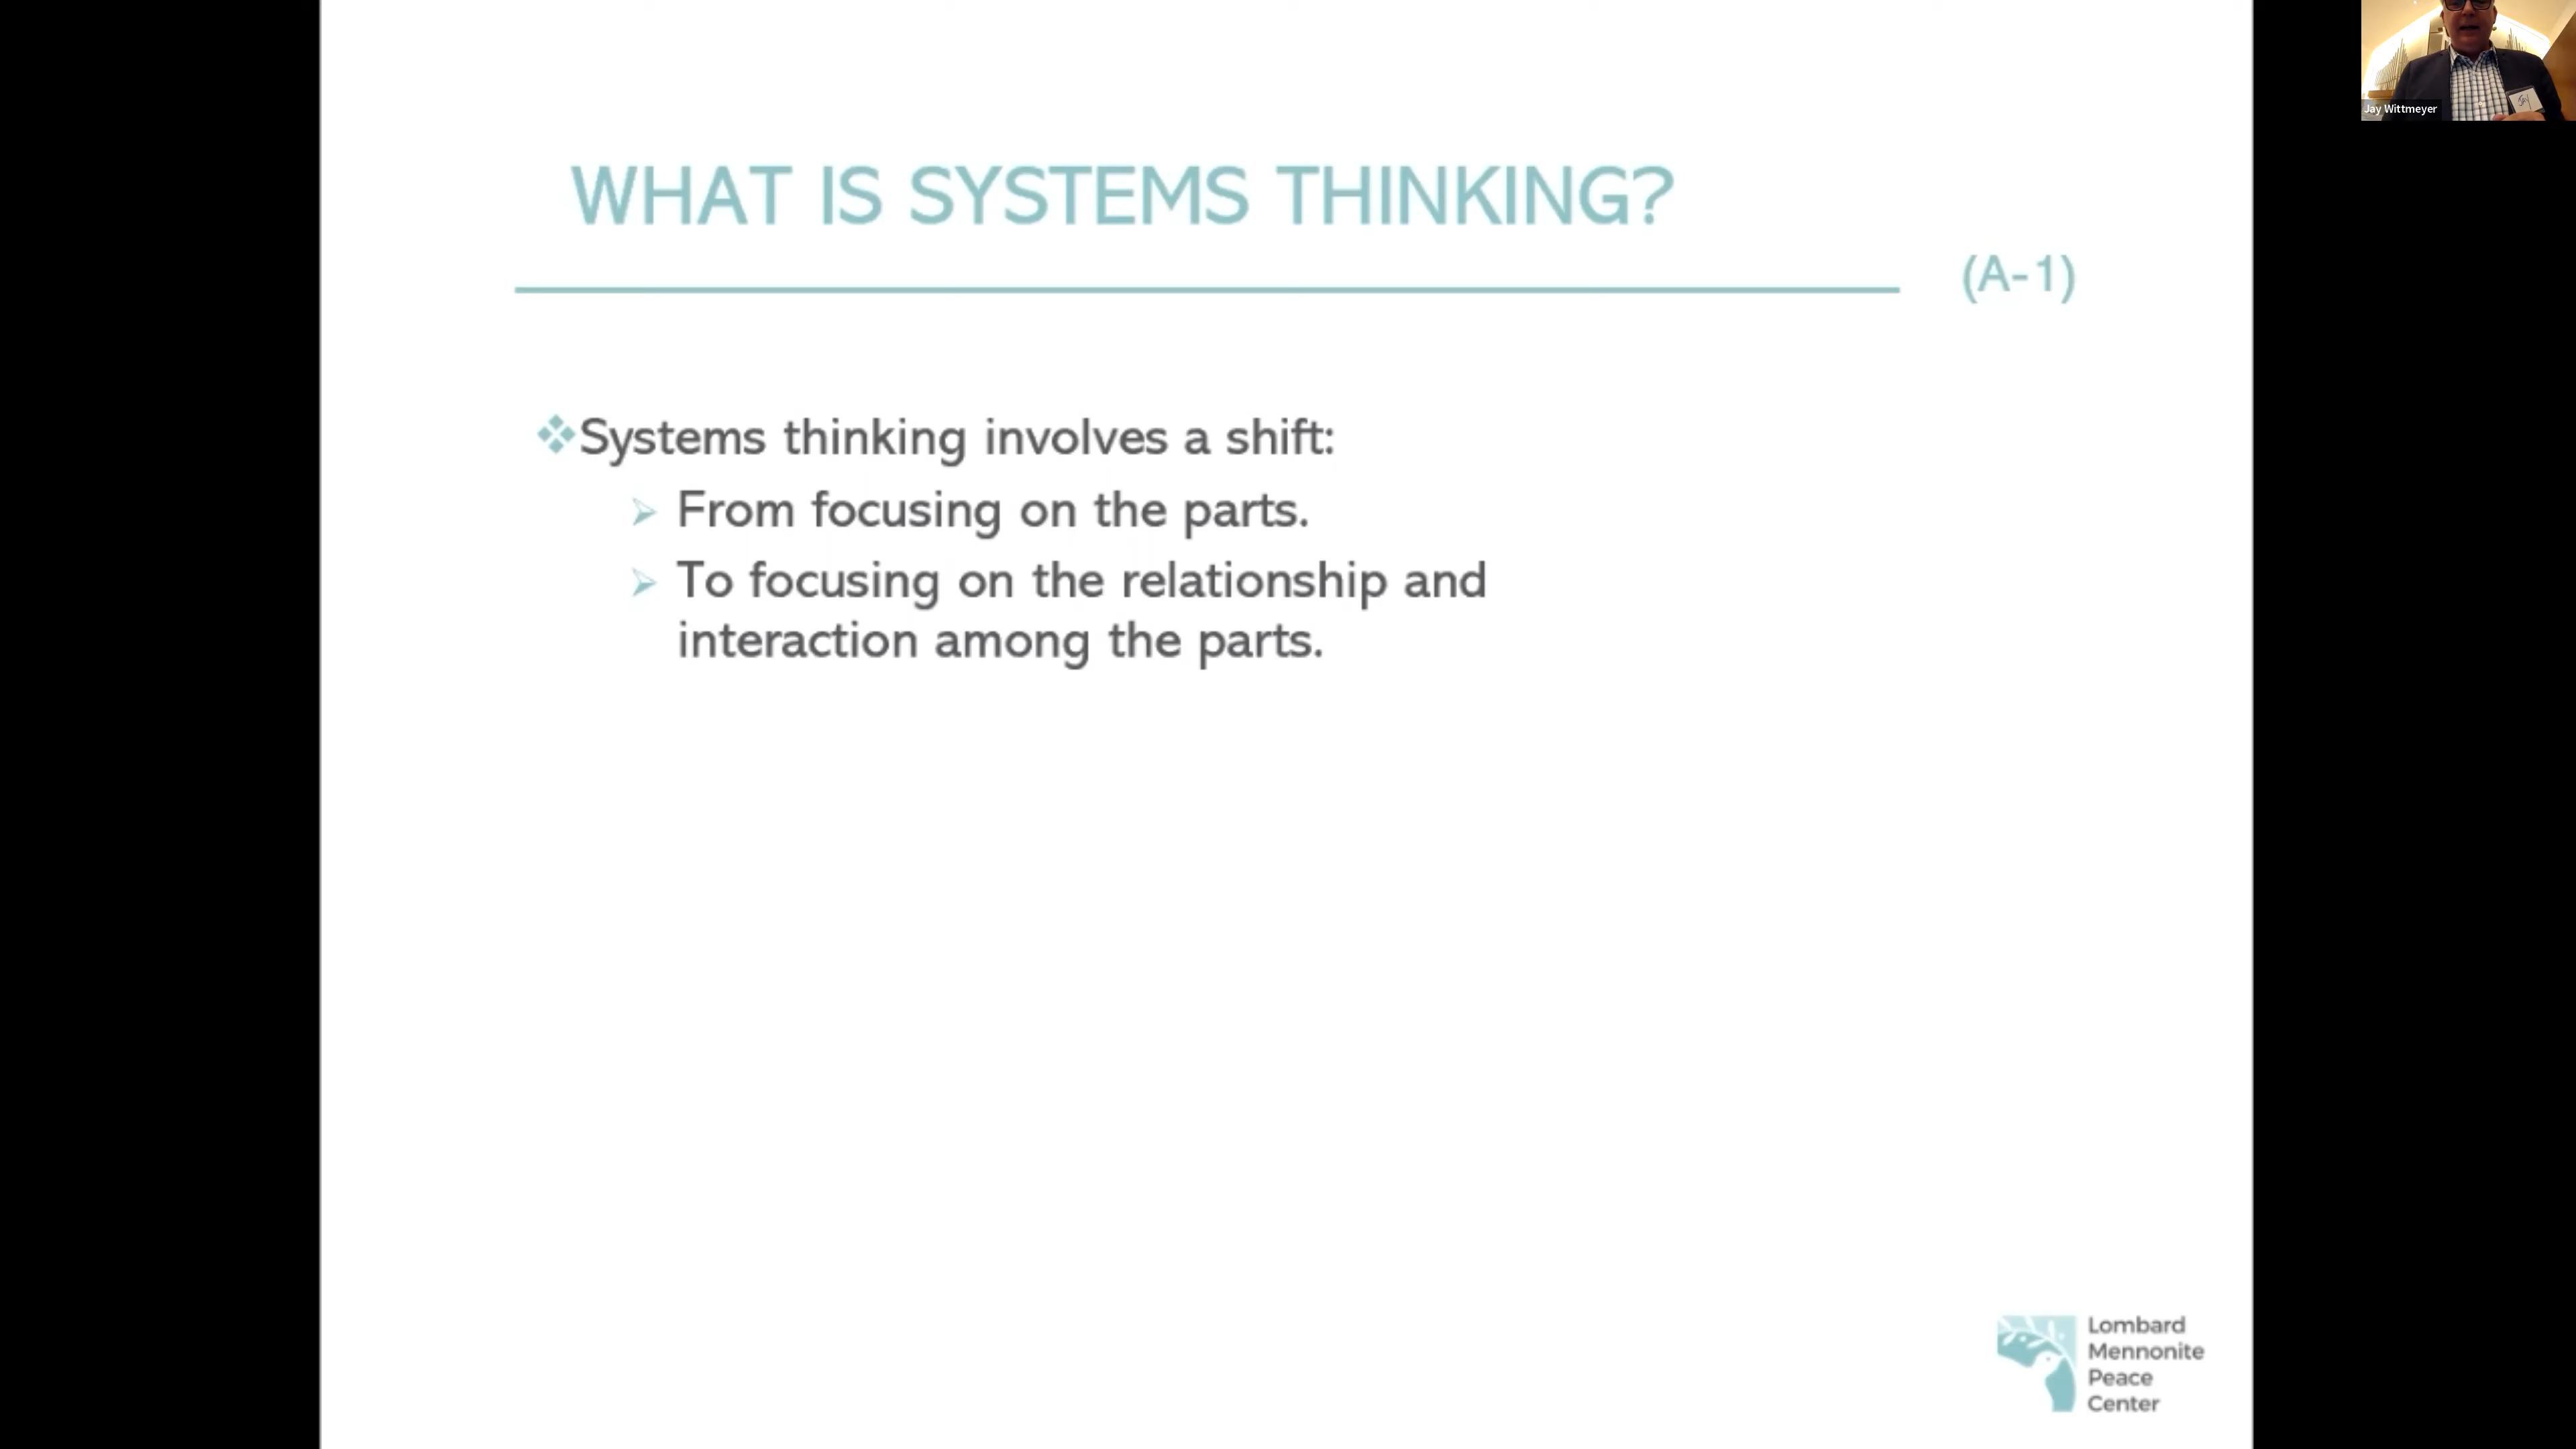 WHAT IS SYSTEMS THINKING?
(A-1)
Systems thinking involves a shift:
From focusing on the parts.
To focusing on the relationship and
interaction among the parts.
Lombard
Mennonite
Peace
Center
Jay Wittmeyer
Jay